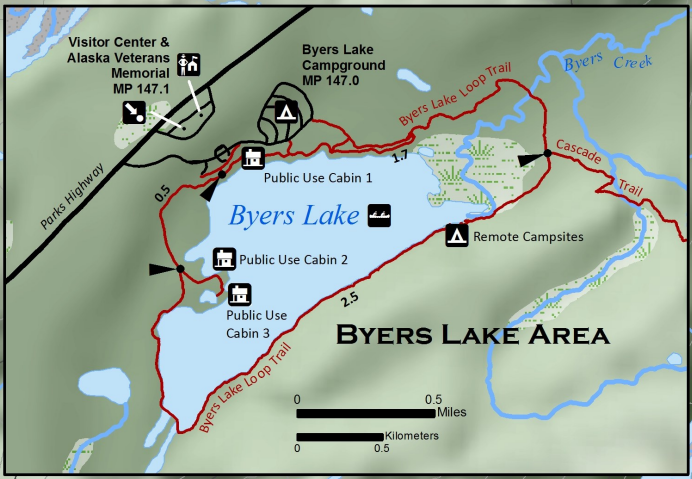 Visitor Center &
Alaska Veterans
Memorial
MP 147.1
Byers Lake
Campground
MP 147.0
Byers Creek
Byers Lake Loop Trail
Parks Highway
1.7
Cascade
Trail
0.5
Public Use Cabin 1
Byers Lake
Remote Campsites
Public Use Cabin 2
2.5
Public Use
Cabin 3
BYERS LAKE AREA
Byers Lake Loop Trail
0 0.5
Miles
Kilometers
0 0.5